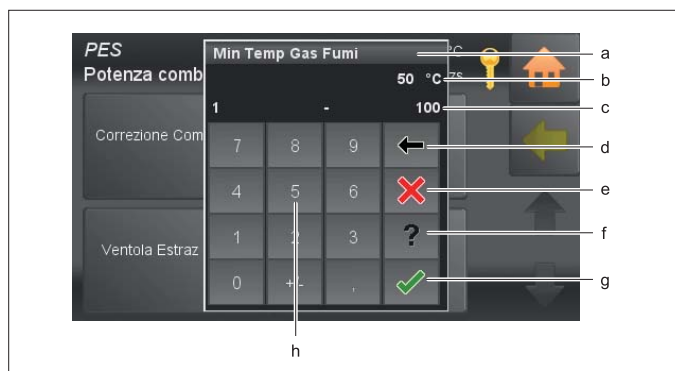 PES
Min Temp Gas Fumi
°C
a
Potenza comb
50 °C
zs
b
1 - 100
c
Correzione Com
7 8 9
d
4 5 6
e
1 2 3 ?
f
Ventola Estraz
0 +/- ,
g
h